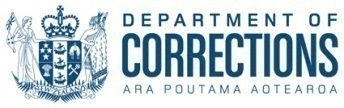 DEPARTMENT OF
CORRECTIONS
ARA POUTAMA AOTEAROA